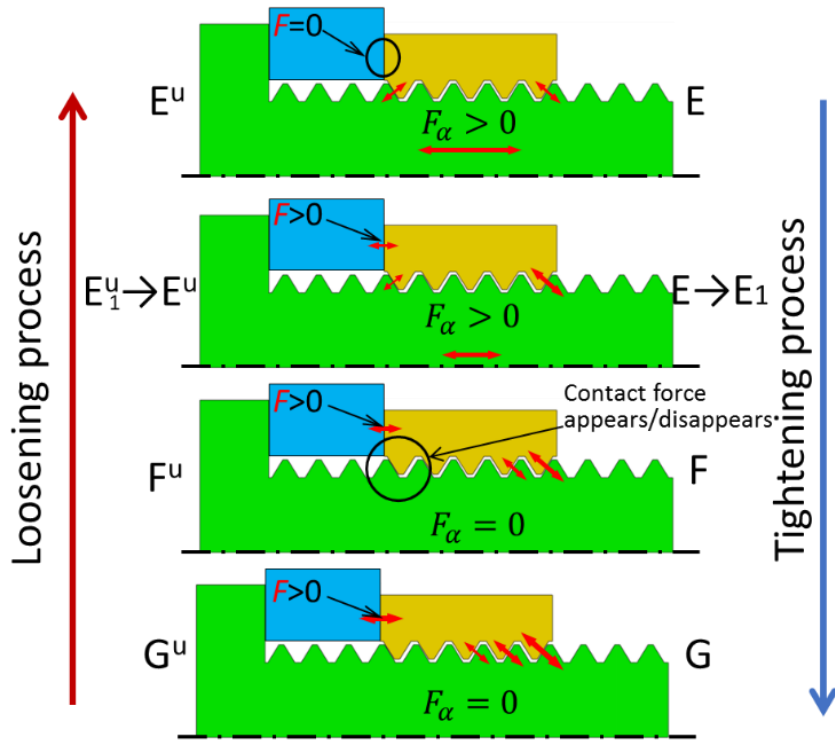 F=0
Eᵘ
E
Fα > 0
F>0
E₁ᵘ→Eᵘ
E→E₁
Fα > 0
Contact force
appears/disappears
F>0
Fᵘ
F
Fα = 0
F>0
Gᵘ
G
Fα = 0
Loosening process
Tightening process